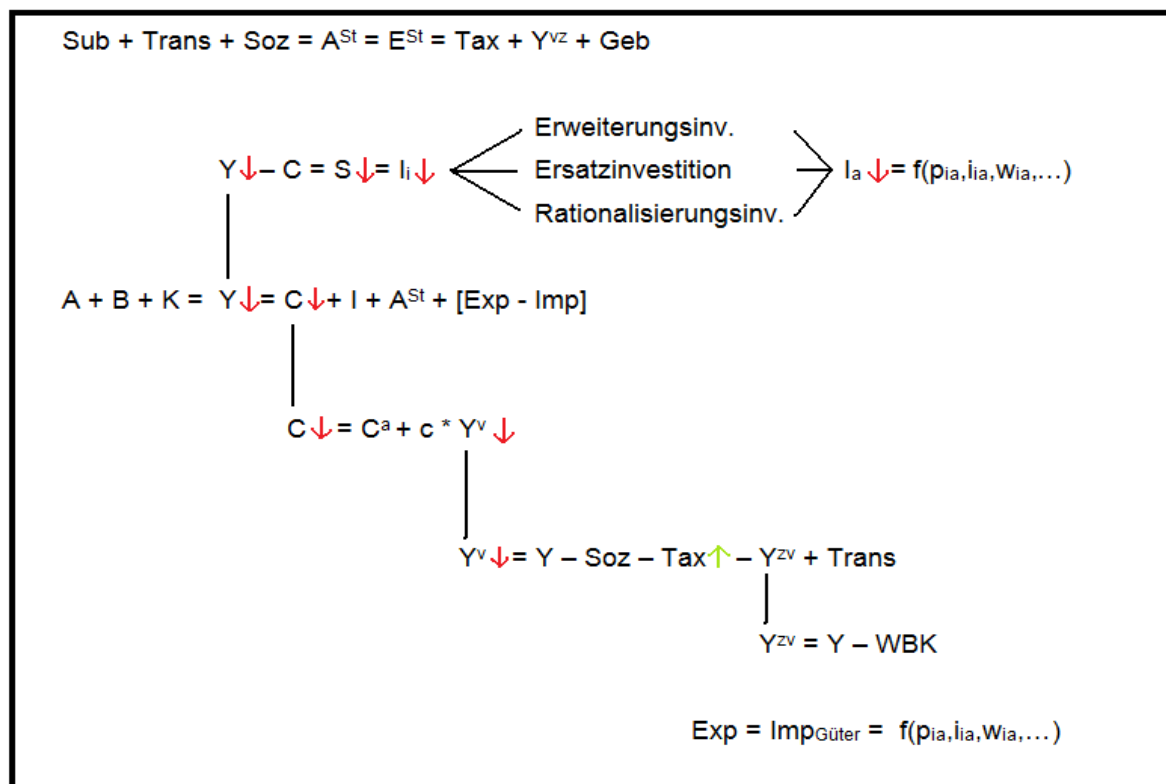 Sub + Trans + Soz = Aˢᵗ = Eˢᵗ = Tax + Yᵛᶻ + Geb
Erweiterungsinv.
Y↓ – C = S↓ = Iᵢ↓ Ersatzinvestition Iₐ↓ = f(pᵢₐ,iᵢₐ,wᵢₐ,…)
Rationalisierungsinv.
A + B + K = Y↓ = C↓ + I + Aˢᵗ + [Exp - Imp]
C↓ = Cᵃ + c * Yᵛ↓
Yᵛ↓ = Y – Soz – Tax↑ – Yᶻᵛ + Trans
Yᶻᵛ = Y – WBK
Exp = Imp_Güter = f(pᵢₐ,iᵢₐ,wᵢₐ,…)